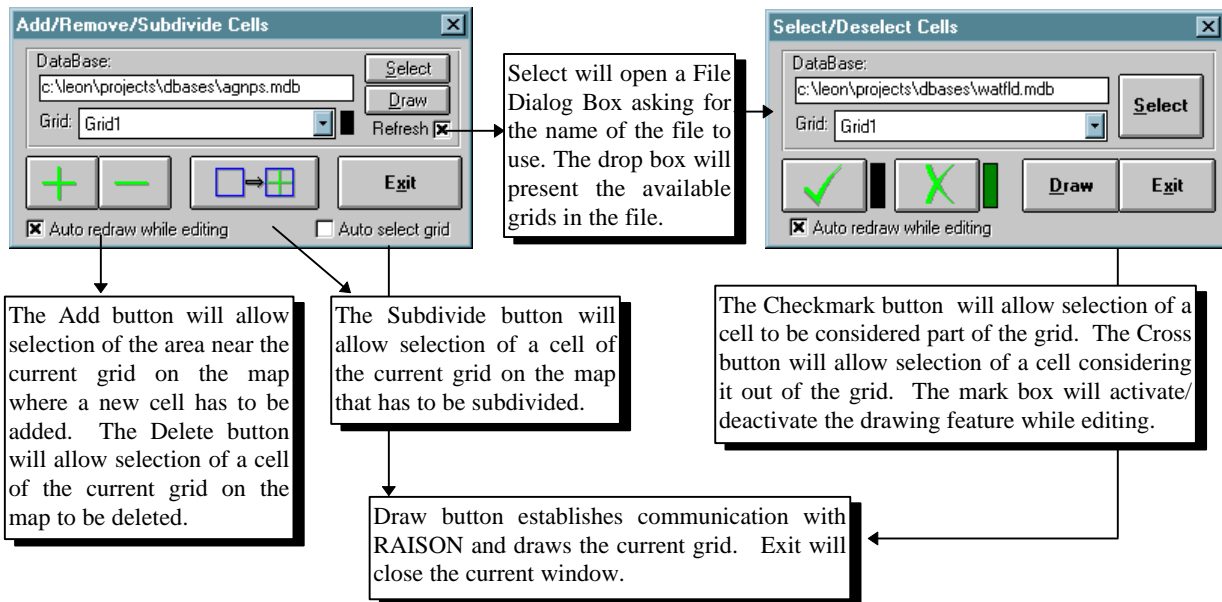 Add/Remove/Subdivide Cells
DataBase:
c:\leon\projects\dbases\agnps.mdb
Select
Draw
Grid: Grid1
Refresh
Exit
Auto redraw while editing
Auto select grid
Select will open a File
Dialog Box asking for
the name of the file to
use. The drop box will
present the available
grids in the file.
Select/Deselect Cells
DataBase:
c:\leon\projects\dbases\watfld.mdb
Select
Grid: Grid1
Draw
Exit
Auto redraw while editing
The Add button will allow
selection of the area near the
current grid on the map
where a new cell has to be
added. The Delete button
will allow selection of a cell
of the current grid on the
map to be deleted.
The Subdivide button will
allow selection of a cell of
the current grid on the map
that has to be subdivided.
The Checkmark button will allow selection of a
cell to be considered part of the grid. The Cross
button will allow selection of a cell considering
it out of the grid. The mark box will activate/
deactivate the drawing feature while editing.
Draw button establishes communication with
RAISON and draws the current grid. Exit will
close the current window.